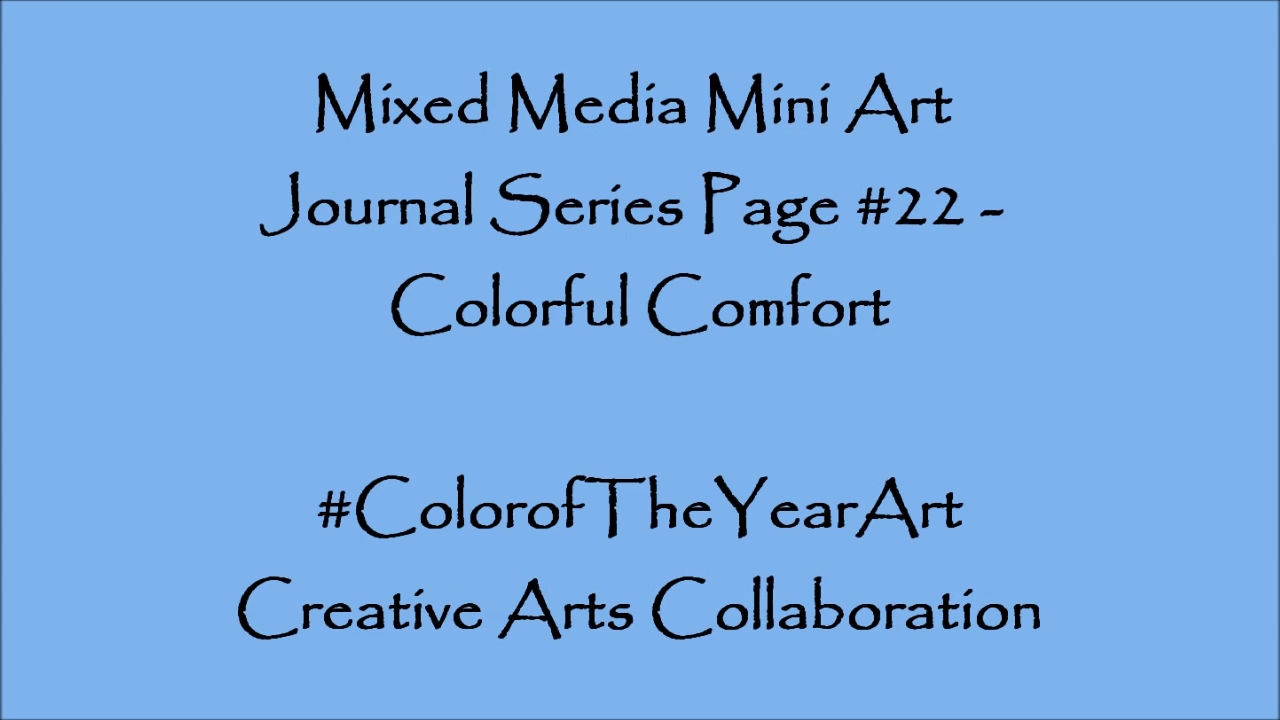 Mixed Media Mini Art
Journal Series Page #22 -
Colorful Comfort
#ColorofTheYearArt
Creative Arts Collaboration